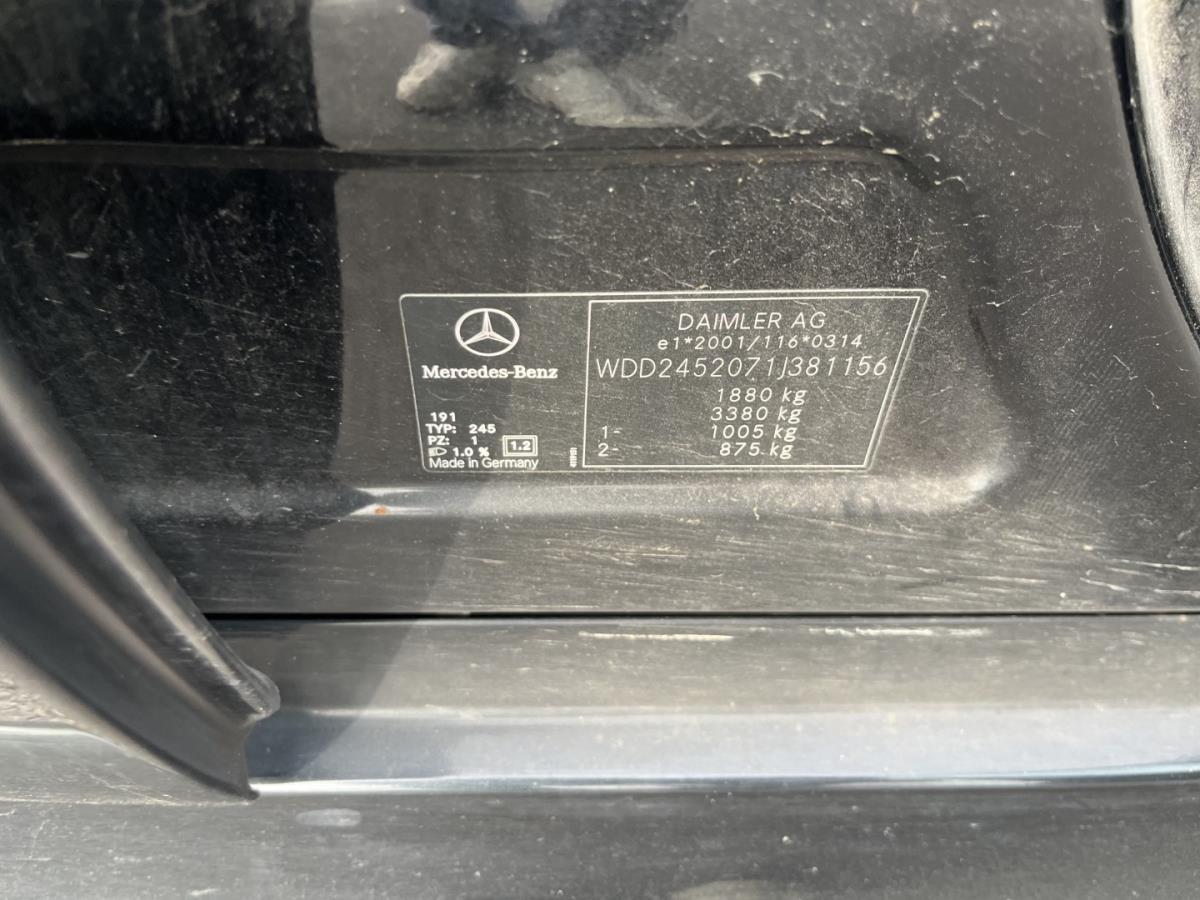 Mercedes-Benz
191
TYP: 245
PZ: 1
1.0 %
1.2
Made in Germany
DAIMLER AG
e1*2001/116*0314
WDD2452071J381156
1880 kg
3380 kg
1- 1005 kg
2- 875 kg